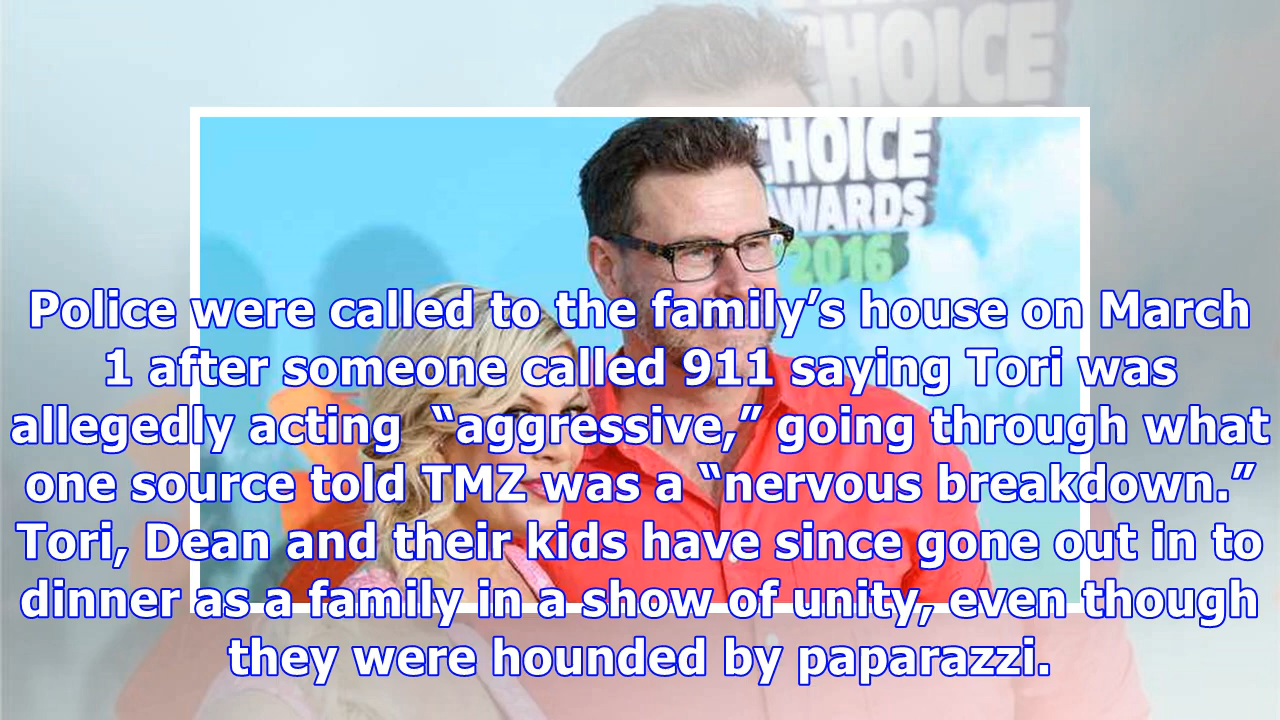 HOICE
CHOICE
AWARDS
2016
Police were called to the family’s house on March
1 after someone called 911 saying Tori was
allegedly acting “aggressive,” going through what
one source told TMZ was a “nervous breakdown.”
Tori, Dean and their kids have since gone out in to
dinner as a family in a show of unity, even though
they were hounded by paparazzi.